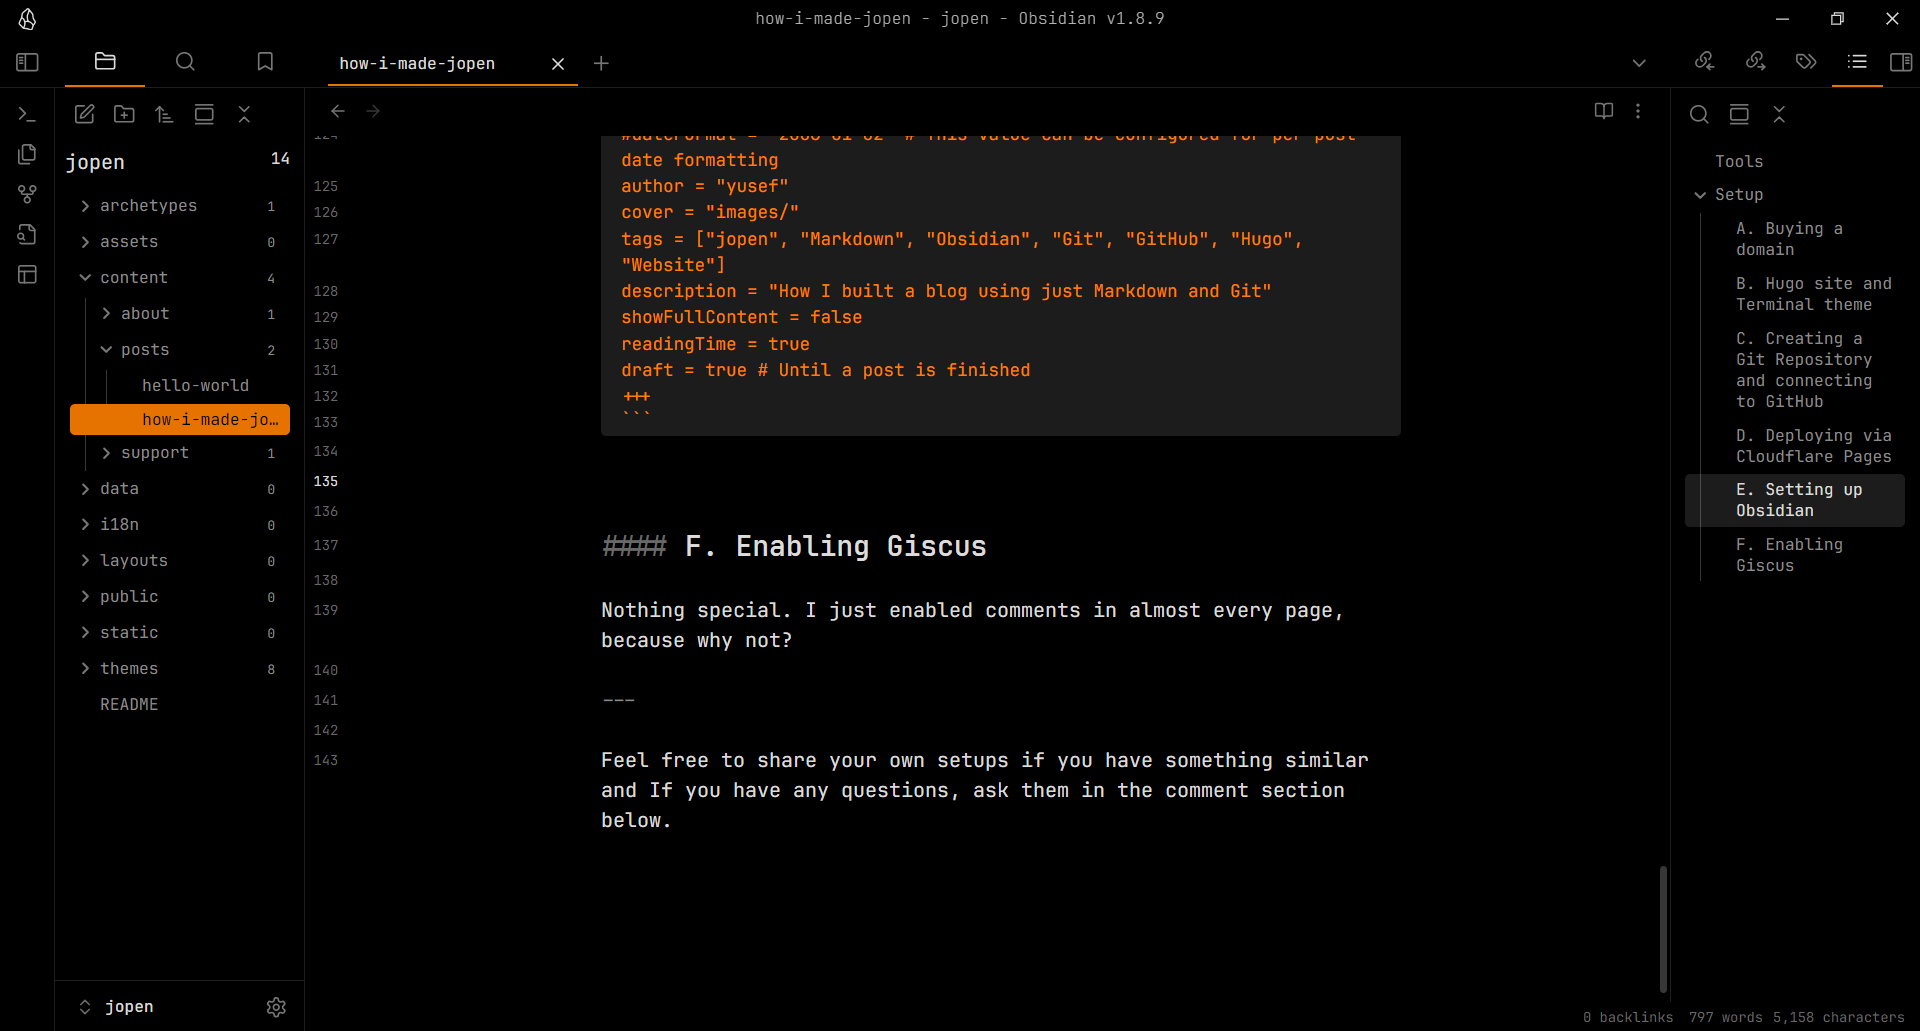 how-i-made-jopen - jopen - Obsidian v1.8.9
how-i-made-jopen
jopen 14
archetypes 1
assets 0
content 4
about 1
posts 2
hello-world
how-i-made-jo…
support 1
data 0
i18n 0
layouts 0
public 0
static 0
themes 8
README
jopen
124
date formatting
125 author = "yusef"
126 cover = "images/"
127 tags = ["jopen", "Markdown", "Obsidian", "Git", "GitHub", "Hugo",
"Website"]
128 description = "How I built a blog using just Markdown and Git"
129 showFullContent = false
130 readingTime = true
131 draft = true # Until a post is finished
132 +++
133 ```
134
135
136
137 #### F. Enabling Giscus
138
139 Nothing special. I just enabled comments in almost every page,
because why not?
140
141 ---
142
143 Feel free to share your own setups if you have something similar
and If you have any questions, ask them in the comment section
below.
Tools
Setup
A. Buying a
domain
B. Hugo site and
Terminal theme
C. Creating a
Git Repository
and connecting
to GitHub
D. Deploying via
Cloudflare Pages
E. Setting up
Obsidian
F. Enabling
Giscus
0 backlinks 797 words 5,158 characters